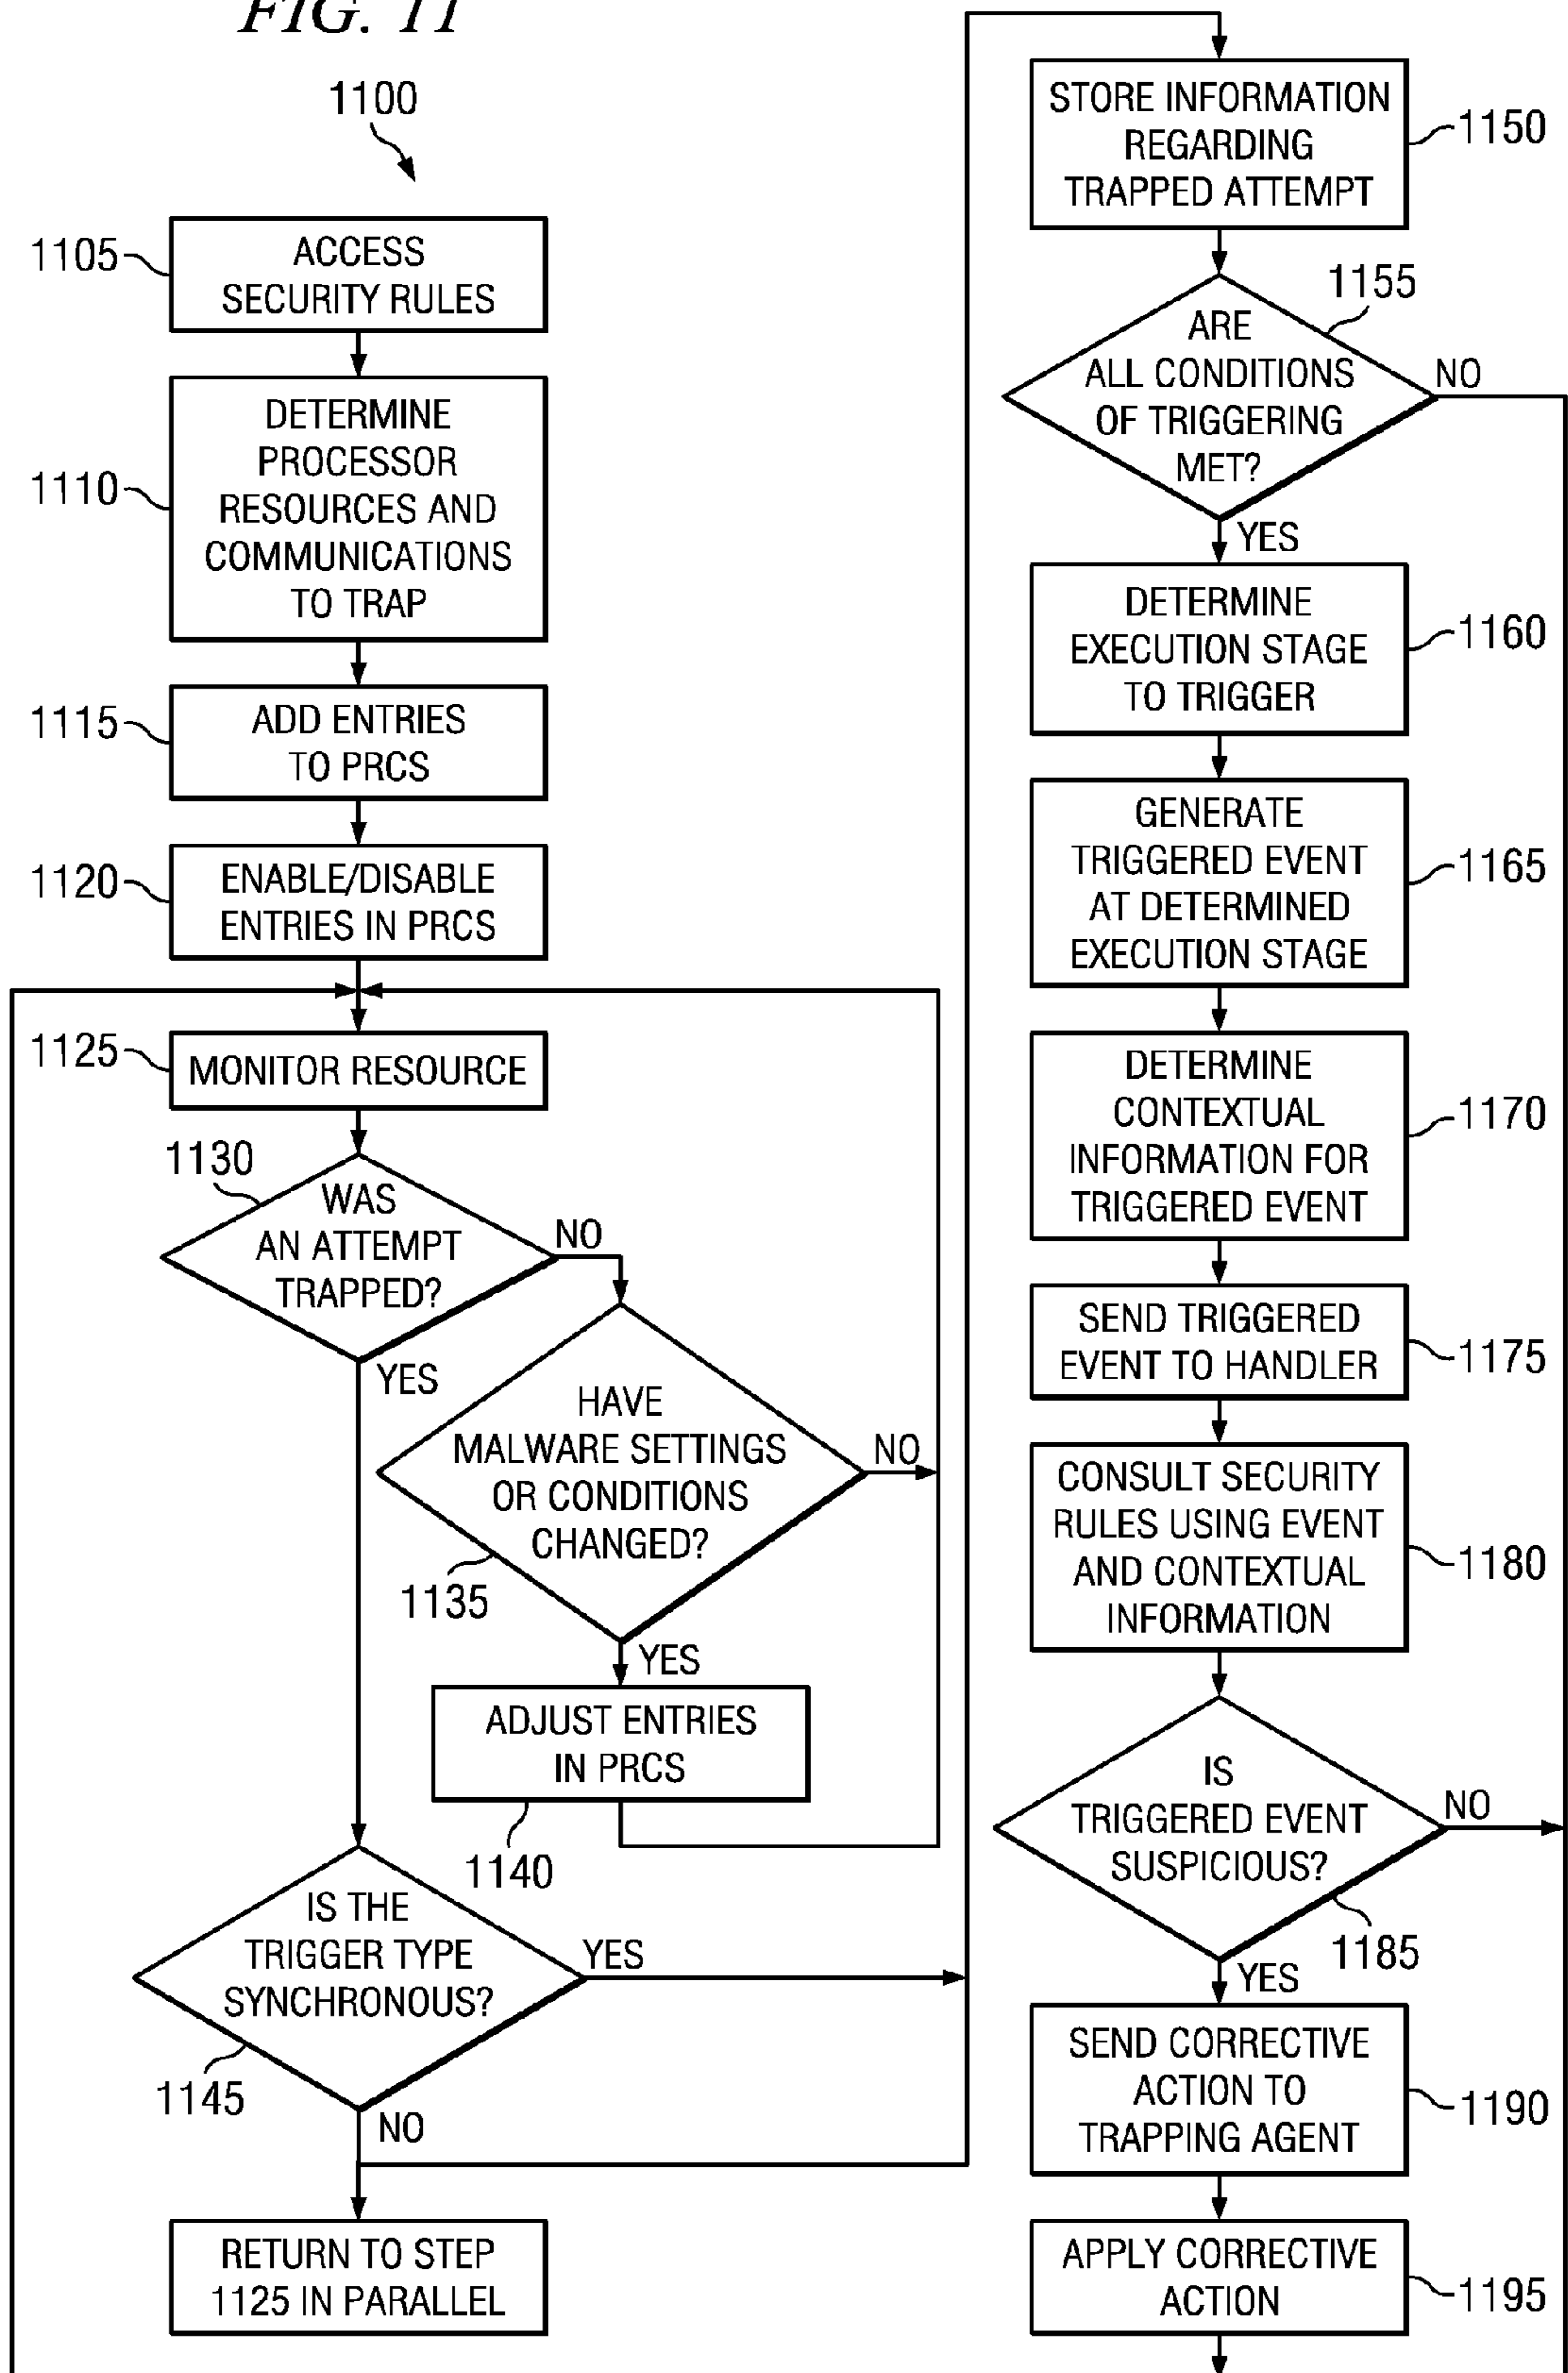 FIG. 11
1100
1105
ACCESS
SECURITY RULES
1110
DETERMINE
PROCESSOR
RESOURCES AND
COMMUNICATIONS
TO TRAP
1115
ADD ENTRIES
TO PRCS
1120
ENABLE/DISABLE
ENTRIES IN PRCS
1125
MONITOR RESOURCE
1130
WAS
AN ATTEMPT
TRAPPED?
NO
YES
HAVE
MALWARE SETTINGS
OR CONDITIONS
CHANGED?
NO
1135
YES
ADJUST ENTRIES
IN PRCS
1140
IS THE
TRIGGER TYPE
SYNCHRONOUS?
YES
1145
NO
RETURN TO STEP
1125 IN PARALLEL
STORE INFORMATION
REGARDING
TRAPPED ATTEMPT
1150
1155
ARE
ALL CONDITIONS
OF TRIGGERING
MET?
NO
YES
DETERMINE
EXECUTION STAGE
TO TRIGGER
1160
GENERATE
TRIGGERED EVENT
AT DETERMINED
EXECUTION STAGE
1165
DETERMINE
CONTEXTUAL
INFORMATION FOR
TRIGGERED EVENT
1170
SEND TRIGGERED
EVENT TO HANDLER
1175
CONSULT SECURITY
RULES USING EVENT
AND CONTEXTUAL
INFORMATION
1180
IS
TRIGGERED EVENT
SUSPICIOUS?
NO
1185
YES
SEND CORRECTIVE
ACTION TO
TRAPPING AGENT
1190
APPLY CORRECTIVE
ACTION
1195